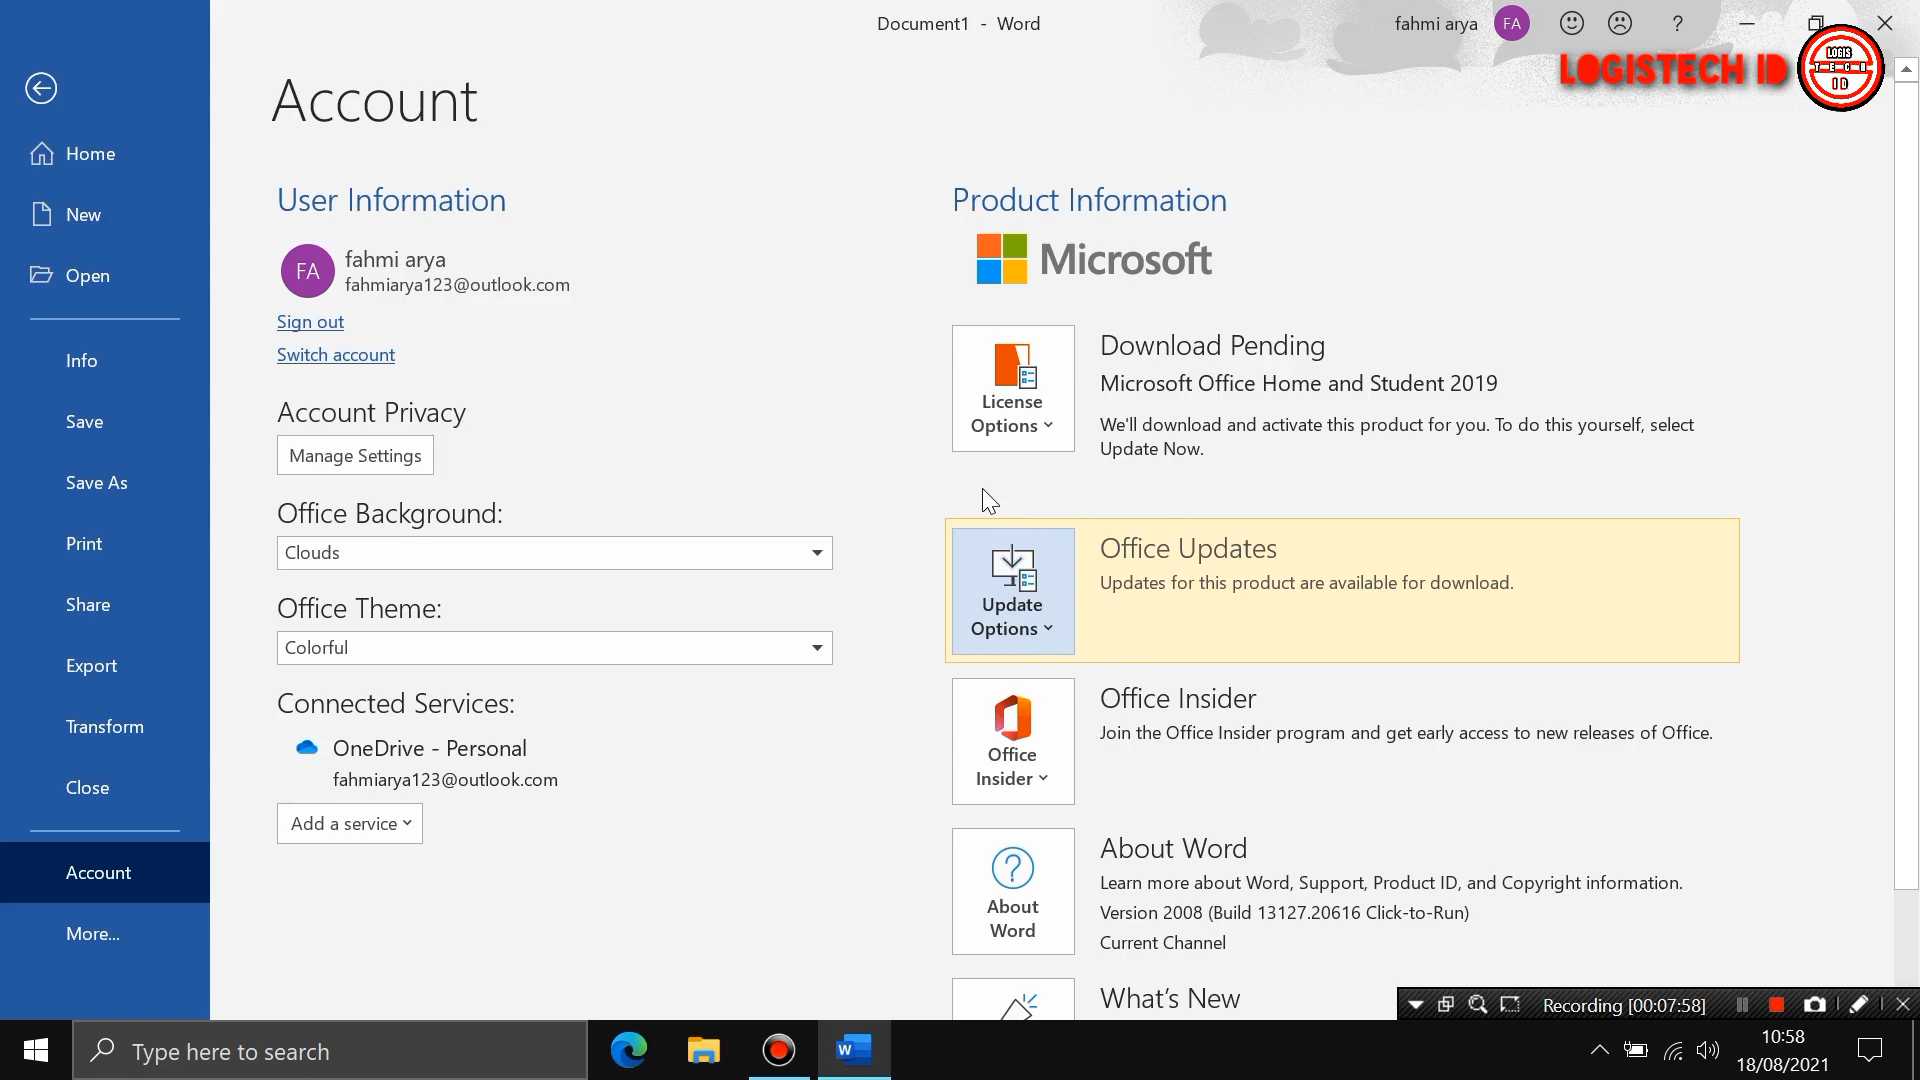 Document1 - Word
fahmi arya
FA
?
LOGISTECH ID
LOGIS
TECH
ID
Account
Home
New
Open
Info
Save
Save As
Print
Share
Export
Transform
Close
Account
More...
User Information
FA
fahmi arya
fahmiarya123@outlook.com
Sign out
Switch account
Account Privacy
Manage Settings
Office Background:
Clouds
Office Theme:
Colorful
Connected Services:
OneDrive - Personal
fahmiarya123@outlook.com
Add a service
Product Information
Microsoft
License
Options
Download Pending
Microsoft Office Home and Student 2019
We'll download and activate this product for you. To do this yourself, select
Update Now.
Update
Options
Office Updates
Updates for this product are available for download.
Office
Insider
Office Insider
Join the Office Insider program and get early access to new releases of Office.
?
About
Word
About Word
Learn more about Word, Support, Product ID, and Copyright information.
Version 2008 (Build 13127.20616 Click-to-Run)
Current Channel
What's New
Recording [00:07:58]
Type here to search
W
10:58
18/08/2021